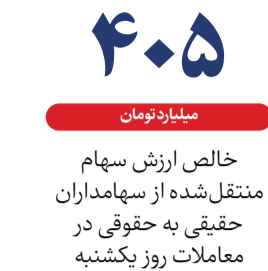 ۴۰۵
میلیارد تومان
خالص ارزش سهام
منتقل‌شده از سهامداران
حقیقی به حقوقی در
معاملات روز یکشنبه